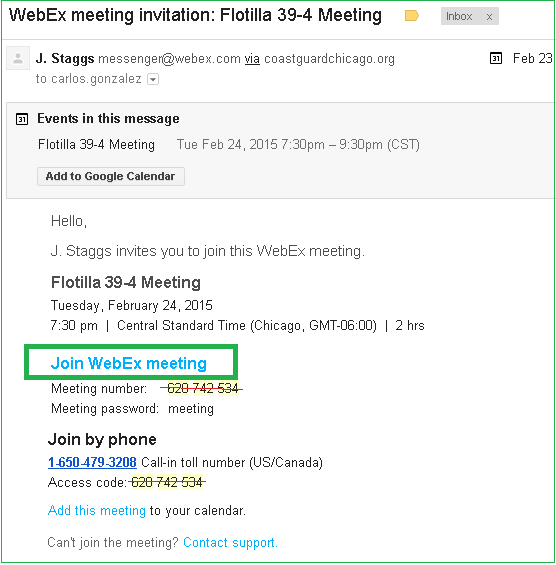 WebEx meeting invitation: Flotilla 39-4 Meeting Inbox x
J. Staggs messenger@webex.com via coastguardchicago.org 31 Feb 23
to carlos.gonzalez
31 Events in this message
Flotilla 39-4 Meeting Tue Feb 24, 2015 7:30pm – 9:30pm (CST)
Add to Google Calendar
Hello,
J. Staggs invites you to join this WebEx meeting.
Flotilla 39-4 Meeting
Tuesday, February 24, 2015
7:30 pm | Central Standard Time (Chicago, GMT-06:00) | 2 hrs
Join WebEx meeting
Meeting number: 620 742 534
Meeting password: meeting
Join by phone
1-650-479-3208 Call-in toll number (US/Canada)
Access code: 620 742 534
Add this meeting to your calendar.
Can't join the meeting? Contact support.